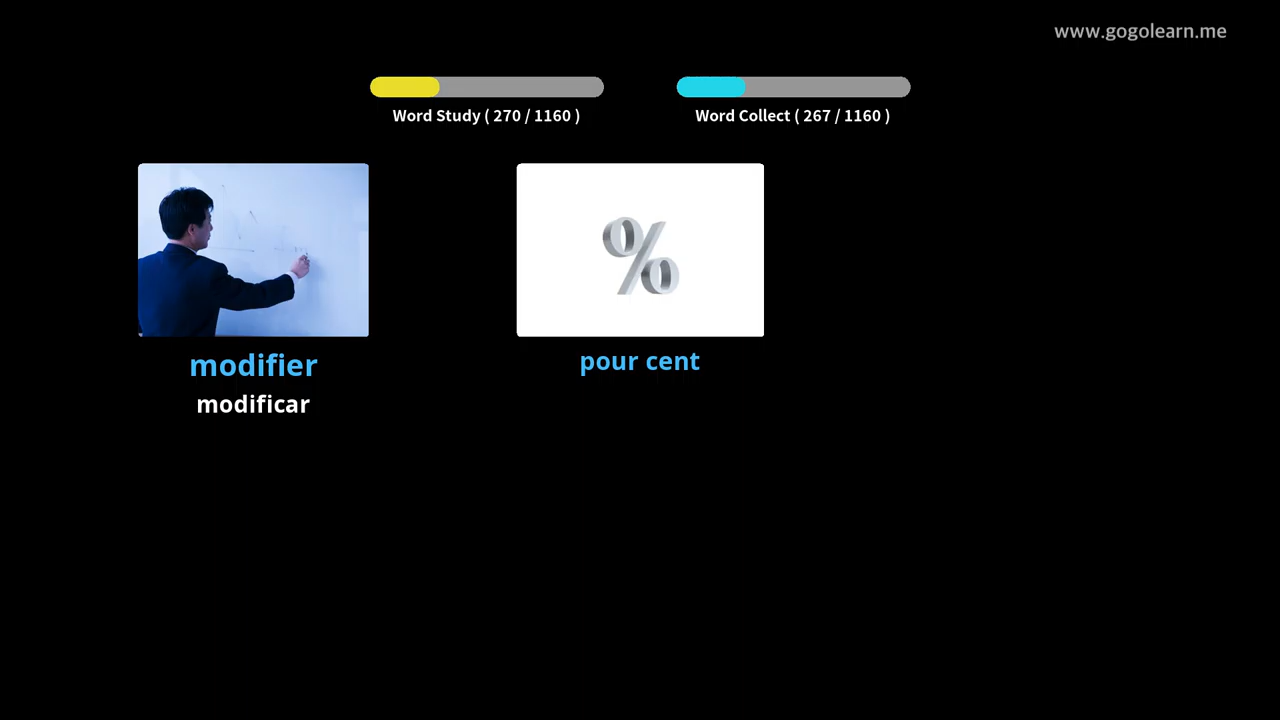 www.gogolearn.me
Word Study ( 270 / 1160 )
Word Collect ( 267 / 1160 )
%
modifier
modificar
pour cent